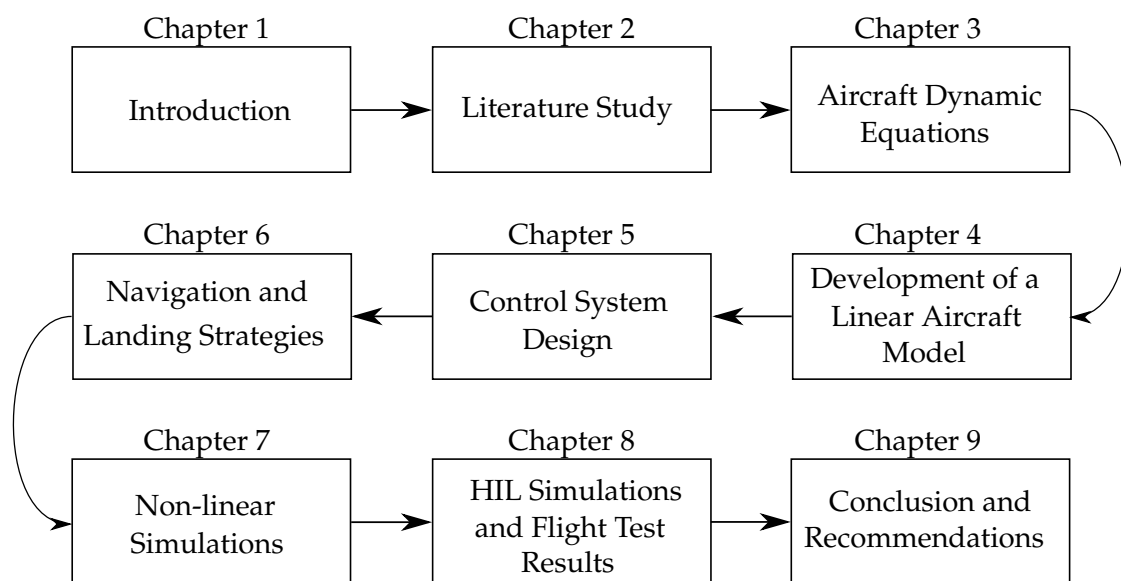 Chapter 1
Introduction
Chapter 2
Literature Study
Chapter 3
Aircraft Dynamic
Equations
Chapter 4
Development of a
Linear Aircraft
Model
Chapter 5
Control System
Design
Chapter 6
Navigation and
Landing Strategies
Chapter 7
Non-linear
Simulations
Chapter 8
HIL Simulations
and Flight Test
Results
Chapter 9
Conclusion and
Recommendations